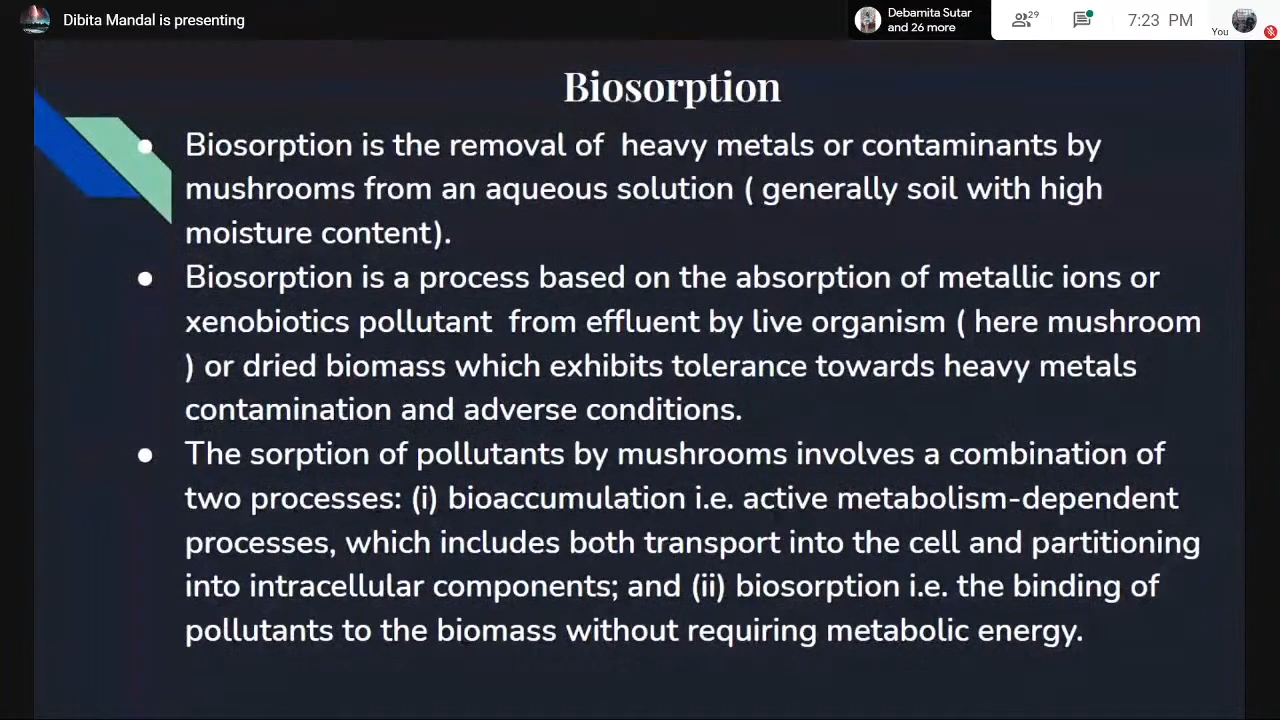 Dibita Mandal is presenting
Debamita Sutar
and 26 more
29
7:23 PM
You
Biosorption
Biosorption is the removal of heavy metals or contaminants by
mushrooms from an aqueous solution ( generally soil with high
moisture content).
Biosorption is a process based on the absorption of metallic ions or
xenobiotics pollutant from effluent by live organism ( here mushroom
) or dried biomass which exhibits tolerance towards heavy metals
contamination and adverse conditions.
The sorption of pollutants by mushrooms involves a combination of
two processes: (i) bioaccumulation i.e. active metabolism-dependent
processes, which includes both transport into the cell and partitioning
into intracellular components; and (ii) biosorption i.e. the binding of
pollutants to the biomass without requiring metabolic energy.